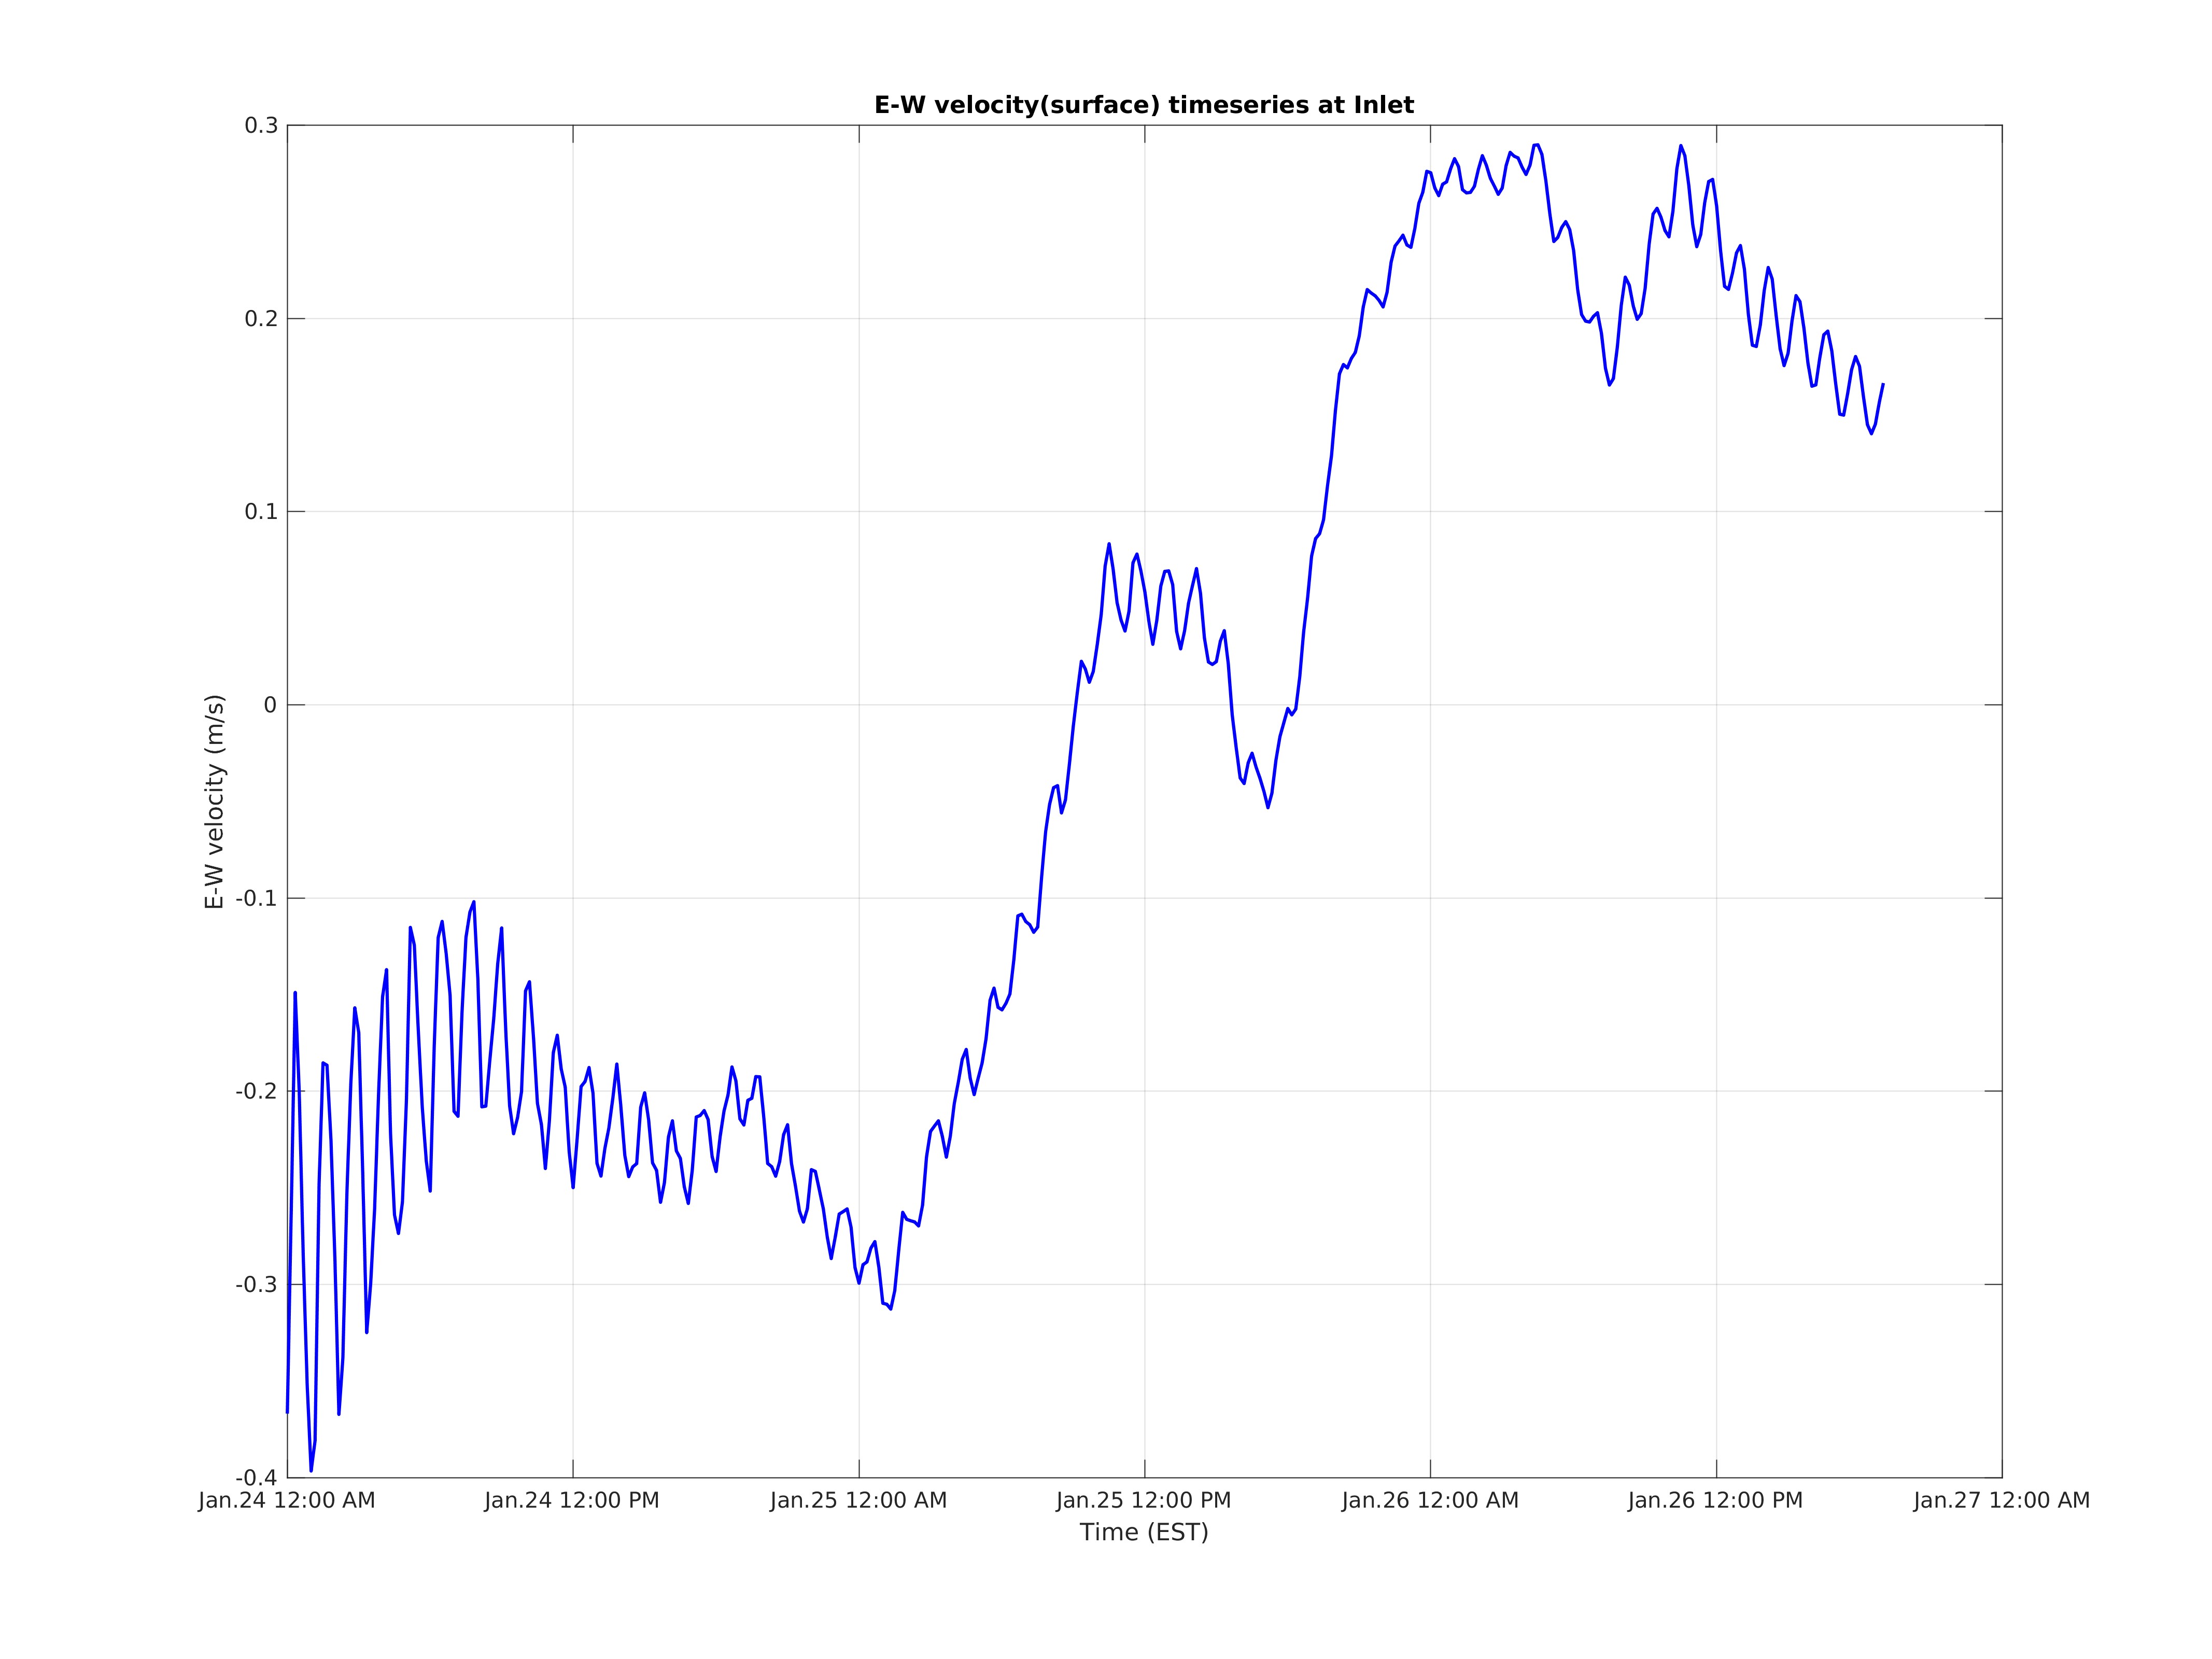 E-W velocity(surface) timeseries at Inlet
0.3
0.2
0.1
0
-0.1
-0.2
-0.3
-0.4
E-W velocity (m/s)
Jan.24 12:00 AM Jan.24 12:00 PM Jan.25 12:00 AM Jan.25 12:00 PM Jan.26 12:00 AM Jan.26 12:00 PM Jan.27 12:00 AM
Time (EST)